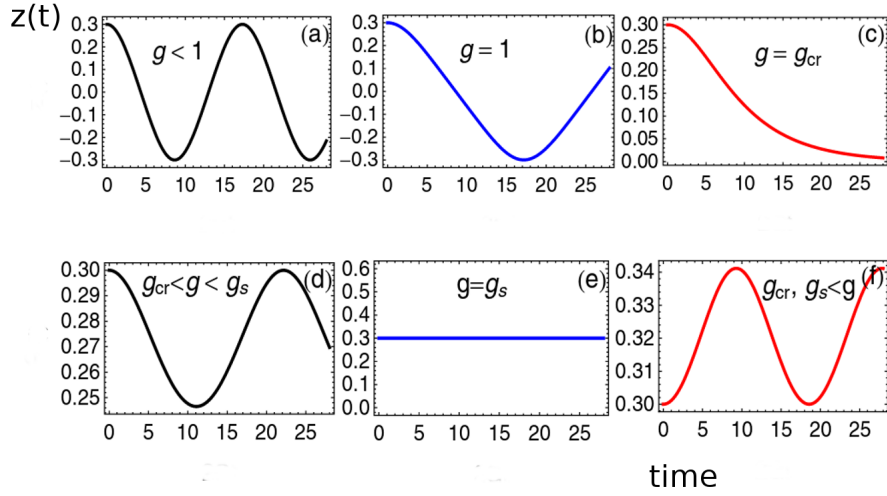 z(t)
0.3
0.2
0.1
0.0
−0.1
−0.2
−0.3
(a)
g < 1
0 5 10 15 20 25
0.3
0.2
0.1
0.0
−0.1
−0.2
−0.3
(b)
g = 1
0 5 10 15 20 25
0.30
0.25
0.20
0.15
0.10
0.05
0.00
(c)
g = gcr
0 5 10 15 20 25
0.30
0.29
0.28
0.27
0.26
0.25
(d)
gcr<g < gs
0 5 10 15 20 25
0.6
0.5
0.4
0.3
0.2
0.1
0.0
(e)
g=gs
0 5 10 15 20 25
0.34
0.33
0.32
0.31
0.30
(f)
gcr, gs<g
0 5 10 15 20 25
time